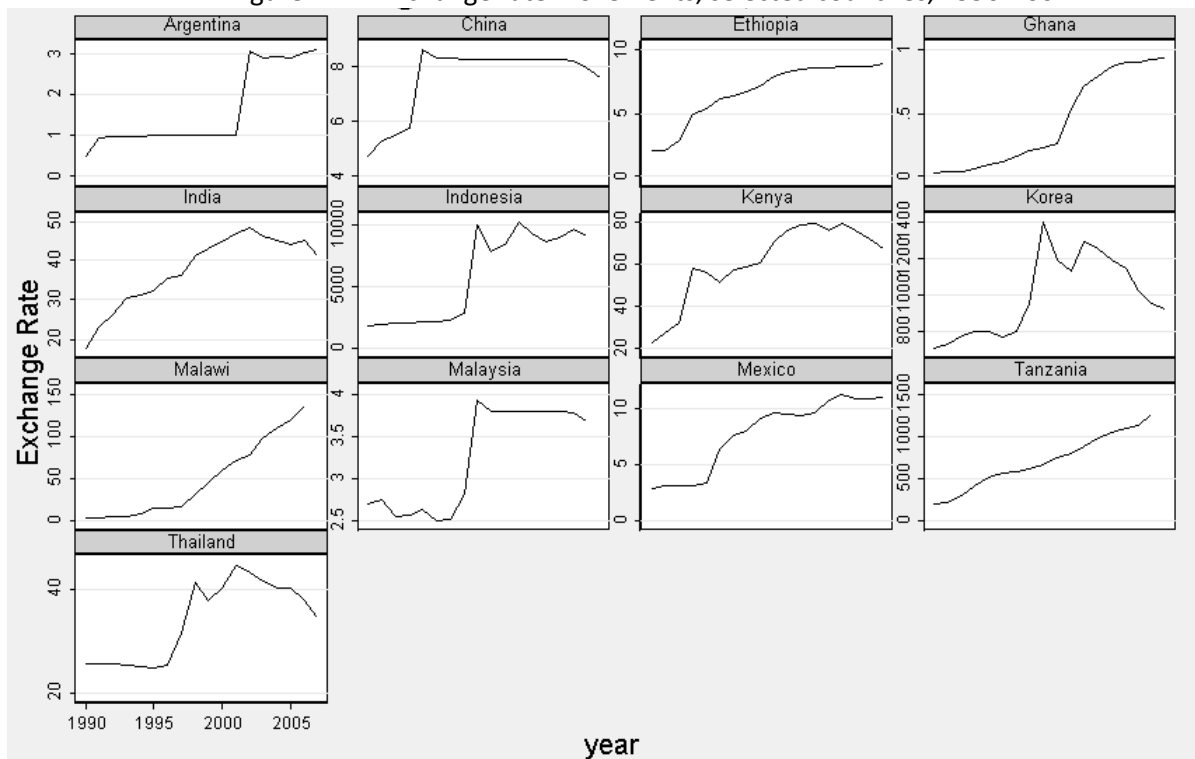 Argentina China Ethiopia Ghana
3 2 1 0
8 6 4
10 5 0
1 .5 0
India Indonesia Kenya Korea
50 40 30 20
10000 5000 0
80 60 40 20
1400 1200 1000 800
Malawi Malaysia Mexico Tanzania
150 100 50 0
4 3.5 3 2.5
10 5 0
1500 1000 500 0
Thailand
40 20
1990 1995 2000 2005
Exchange Rate
year